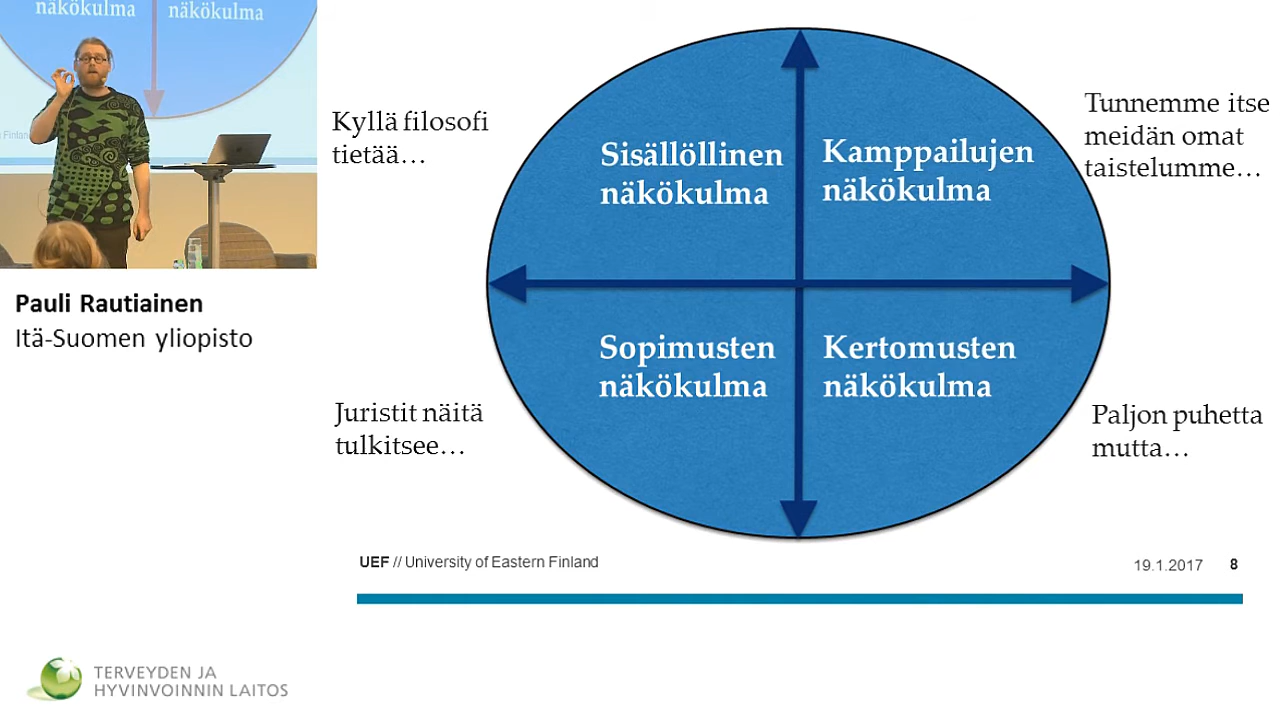 näkökulma
näkökulma
Finlan
Pauli Rautiainen
Itä-Suomen yliopisto
Kyllä filosofi
tietää…
Sisällöllinen
näkökulma
Kamppailujen
näkökulma
Tunnemme itse
meidän omat
taistelumme…
Juristit näitä
tulkitsee…
Sopimusten
näkökulma
Kertomusten
näkökulma
Paljon puhetta
mutta…
UEF // University of Eastern Finland
19.1.2017
8
TERVEYDEN JA
HYVINVOINNIN LAITOS